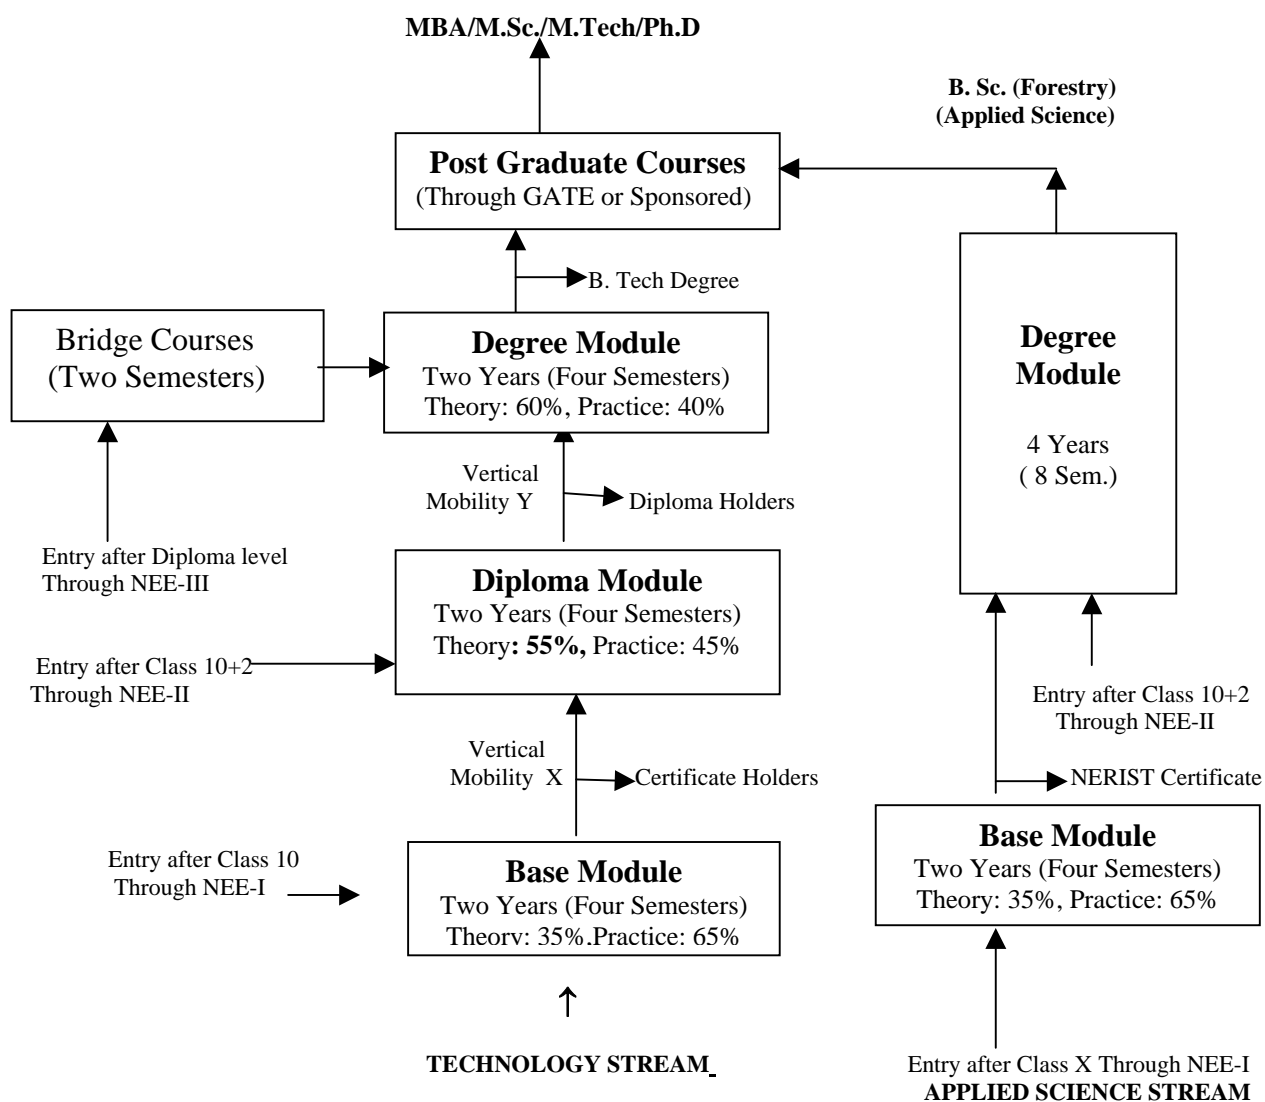 MBA/M.Sc./M.Tech/Ph.D
B. Sc. (Forestry)
(Applied Science)
Post Graduate Courses
(Through GATE or Sponsored)
B. Tech Degree
Bridge Courses
(Two Semesters)
Degree Module
Two Years (Four Semesters)
Theory: 60%, Practice: 40%
Degree
Module
4 Years
( 8 Sem.)
Vertical
Mobility Y
Diploma Holders
Entry after Diploma level
Through NEE-III
Diploma Module
Two Years (Four Semesters)
Theory: 55%, Practice: 45%
Entry after Class 10+2
Through NEE-II
Entry after Class 10+2
Through NEE-II
Vertical
Mobility X
Certificate Holders
NERIST Certificate
Base Module
Two Years (Four Semesters)
Theory: 35%, Practice: 65%
Entry after Class 10
Through NEE-I
Base Module
Two Years (Four Semesters)
Theory: 35%,Practice: 65%
TECHNOLOGY STREAM
Entry after Class X Through NEE-I
APPLIED SCIENCE STREAM